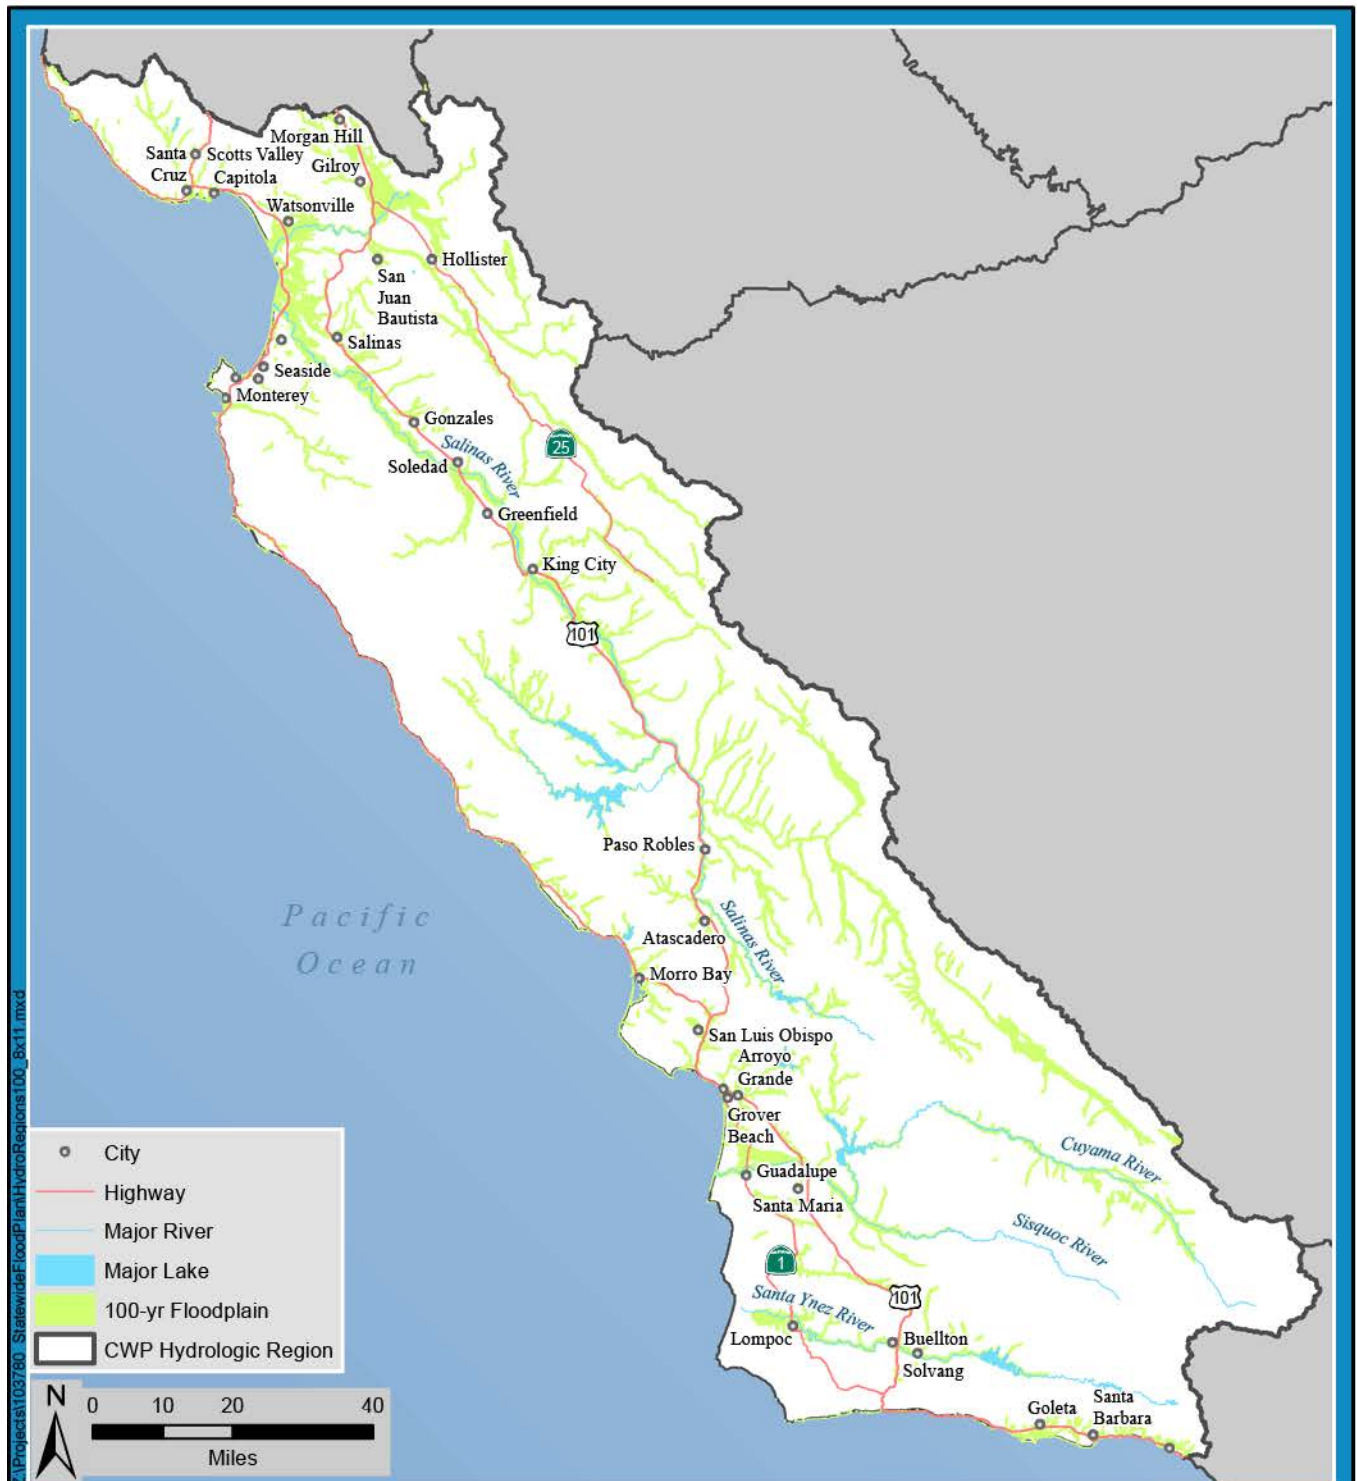 Morgan Hill
Santa
Cruz
Scotts Valley
Capitola
Gilroy
Watsonville
Hollister
San
Juan
Bautista
Salinas
Seaside
Monterey
Gonzales
Salinas River
25
Soledad
Greenfield
King City
101
Paso Robles
Pacific
Ocean
Salinas River
Atascadero
Morro Bay
San Luis Obispo
Arroyo
Grande
Grover
Beach
Cuyama River
Guadalupe
Santa Maria
Sisquoc River
1
Santa Ynez River
101
Lompoc
Buellton
Solvang
Goleta
Santa
Barbara
City
Highway
Major River
Major Lake
100-yr Floodplain
CWP Hydrologic Region
N
0 10 20 40
Miles
Z:\Projects\103780_StatewideFloodPlan\HydroRegions100_8x11.mxd